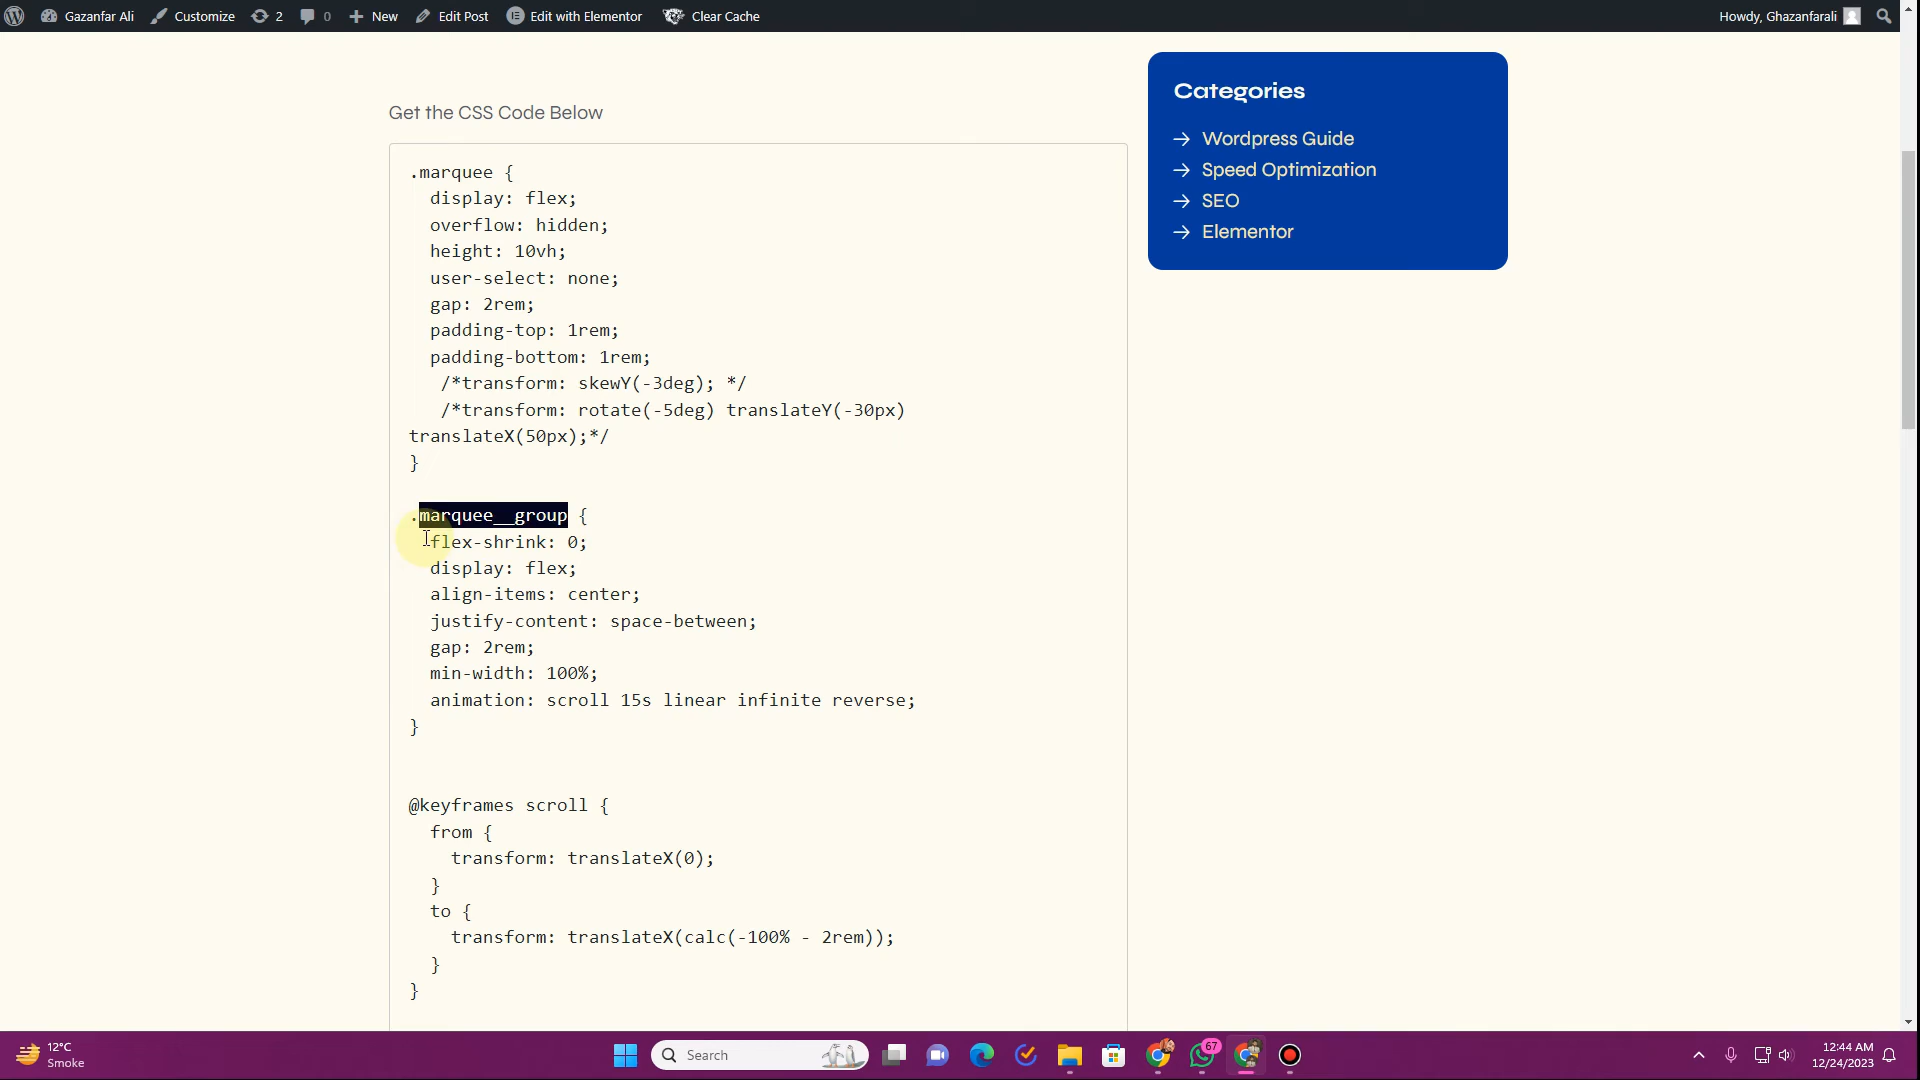 Gazanfar Ali Customize 2 0 New Edit Post Edit with Elementor Clear Cache Howdy, Ghazanfarali
Get the CSS Code Below
.marquee {
display: flex;
overflow: hidden;
height: 10vh;
user-select: none;
gap: 2rem;
padding-top: 1rem;
padding-bottom: 1rem;
/*transform: skewY(-3deg); */
/*transform: rotate(-5deg) translateY(-30px)
translateX(50px);*/
}
.marquee__group {
flex-shrink: 0;
display: flex;
align-items: center;
justify-content: space-between;
gap: 2rem;
min-width: 100%;
animation: scroll 15s linear infinite reverse;
}
@keyframes scroll {
from {
transform: translateX(0);
}
to {
transform: translateX(calc(-100% - 2rem));
}
}
Categories
→ Wordpress Guide
→ Speed Optimization
→ SEO
→ Elementor
12°C
Smoke
Search
67
12:44 AM
12/24/2023